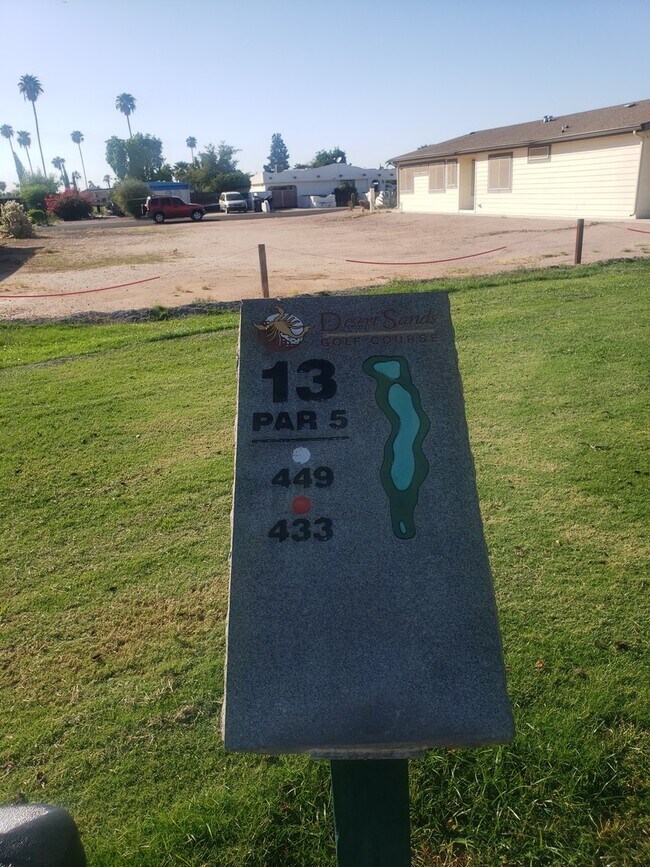 Desert Sands
GOLF COURSE
13
PAR 5
449
433